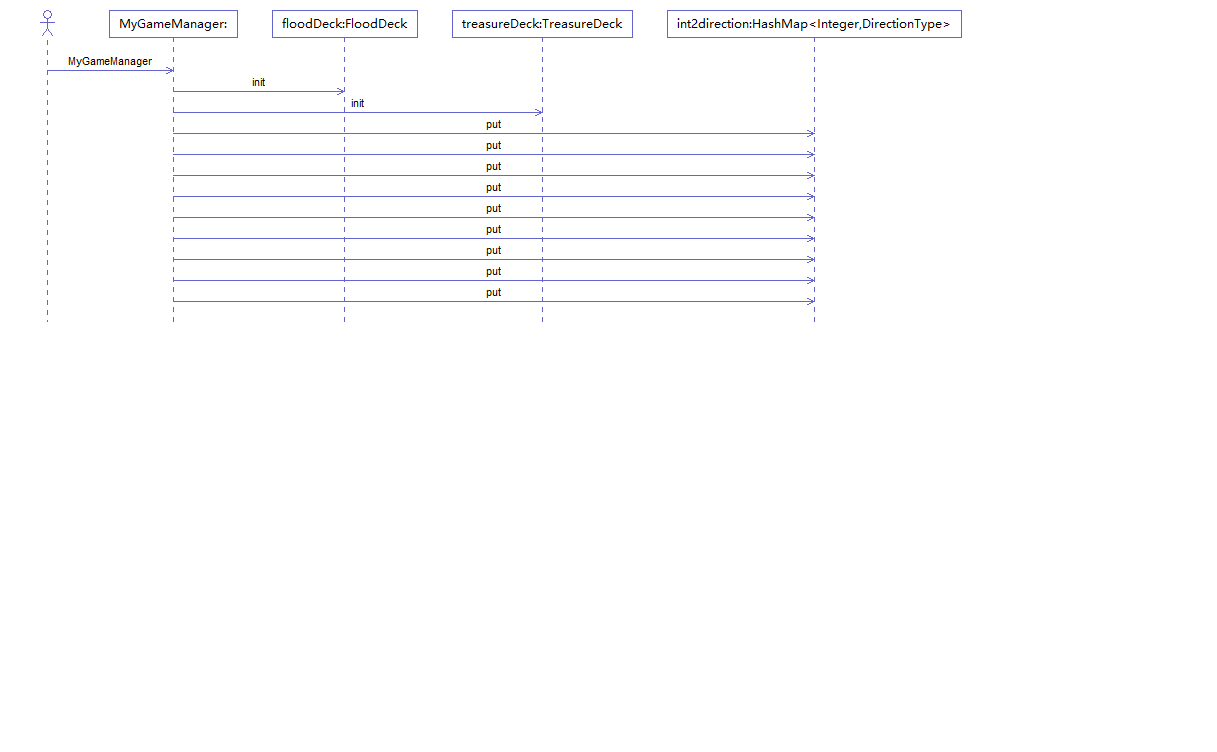 MyGameManager:
floodDeck:FloodDeck
treasureDeck:TreasureDeck
int2direction:HashMap<Integer,DirectionType>
MyGameManager
init
init
put
put
put
put
put
put
put
put
put